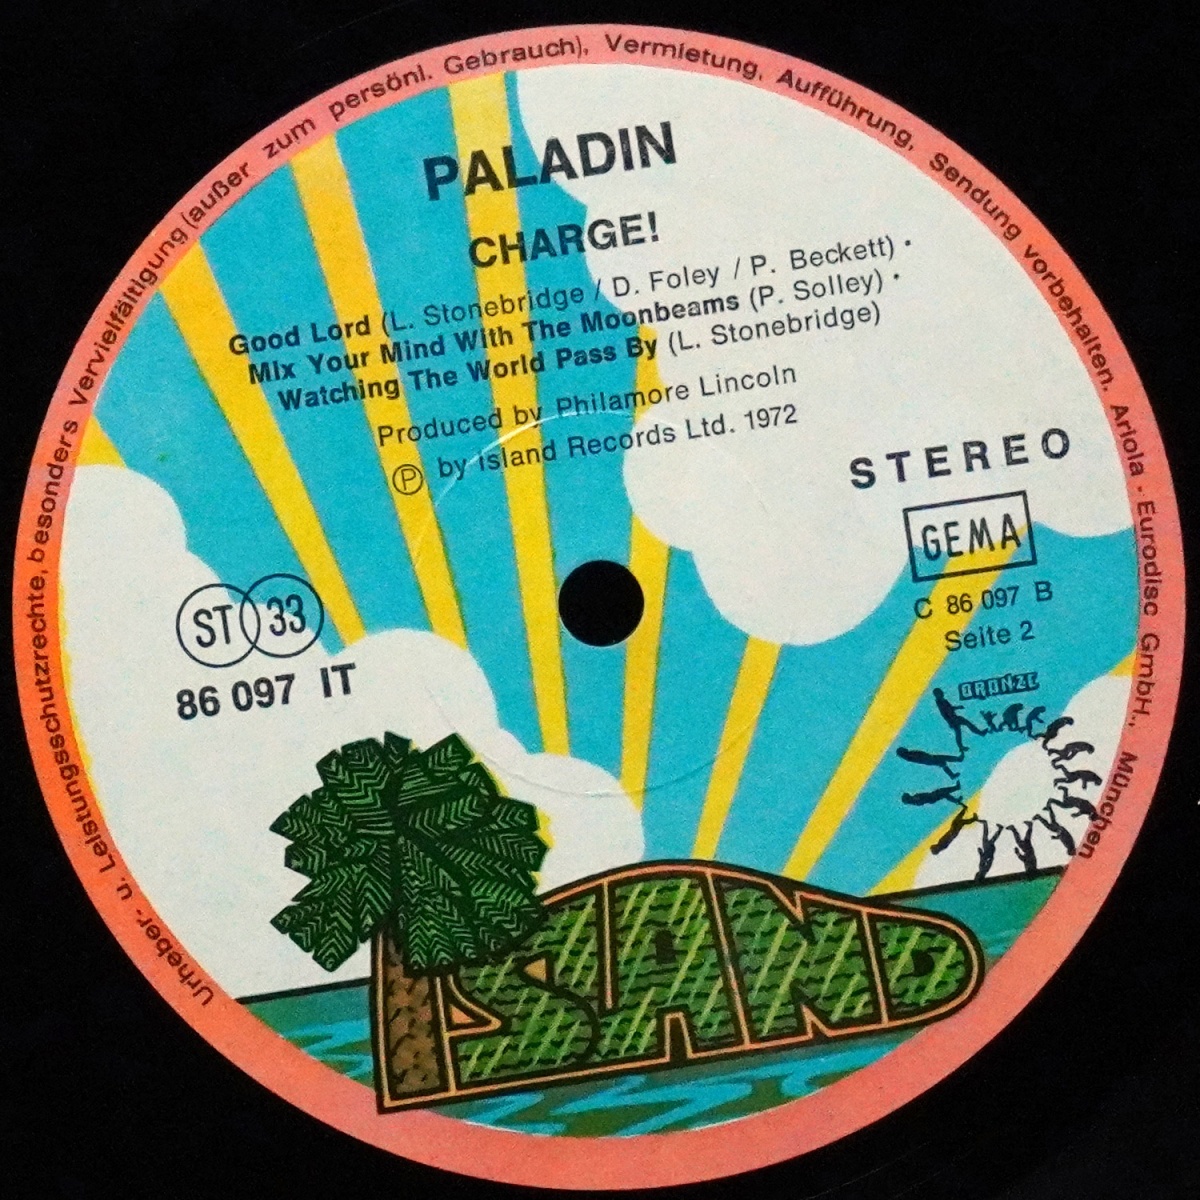 Urheber- u. Leistungsschutzrechte, besonders Vervielfältigung (außer zum persönl. Gebrauch), Vermietung, Aufführung, Sendung vorbehalten. Ariola - Eurodisc GmbH., München
PALADIN
CHARGE!
Good Lord (L. Stonebridge / D. Foley / P. Beckett) •
Mix Your Mind With The Moonbeams (P. Solley) •
Watching The World Pass By (L. Stonebridge)
Produced by Philamore Lincoln
Ⓟ by Island Records Ltd. 1972
STEREO
GEMA
C 86 097 B
Seite 2
ST 33
86 097 IT
BRONZE
ISLAND